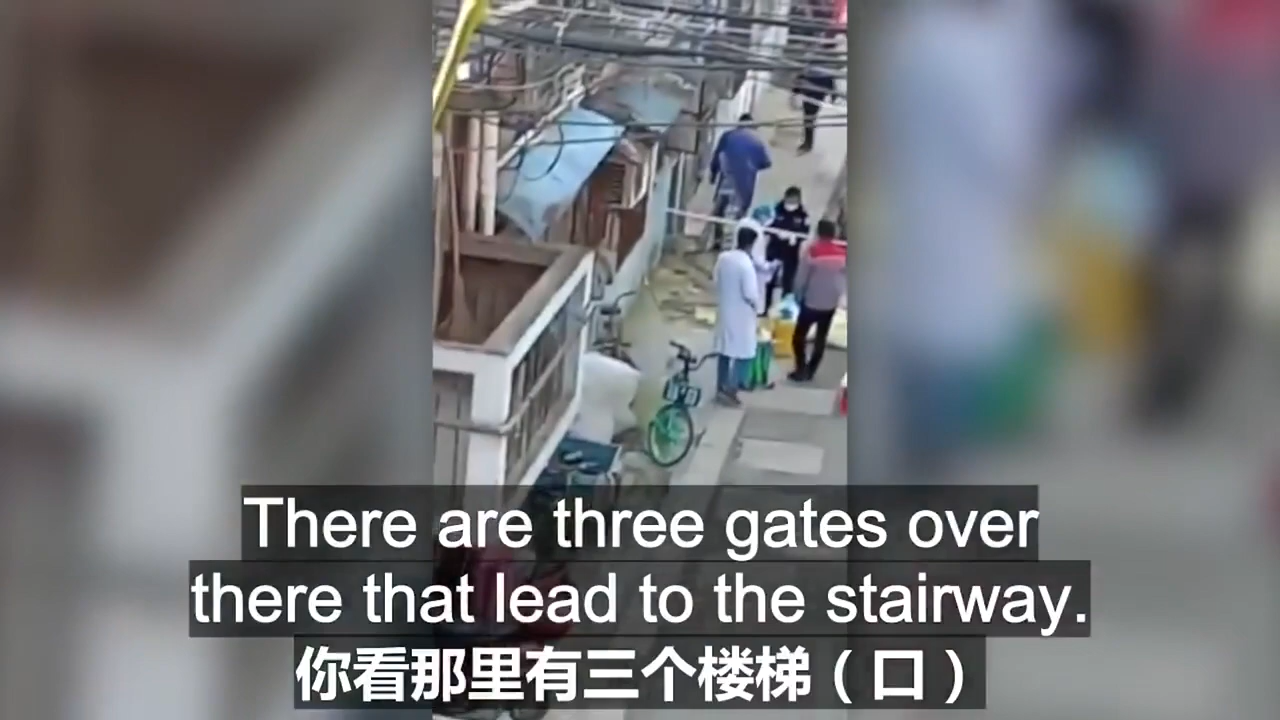 There are three gates over
there that lead to the stairway.
你看那里有三个楼梯（口）